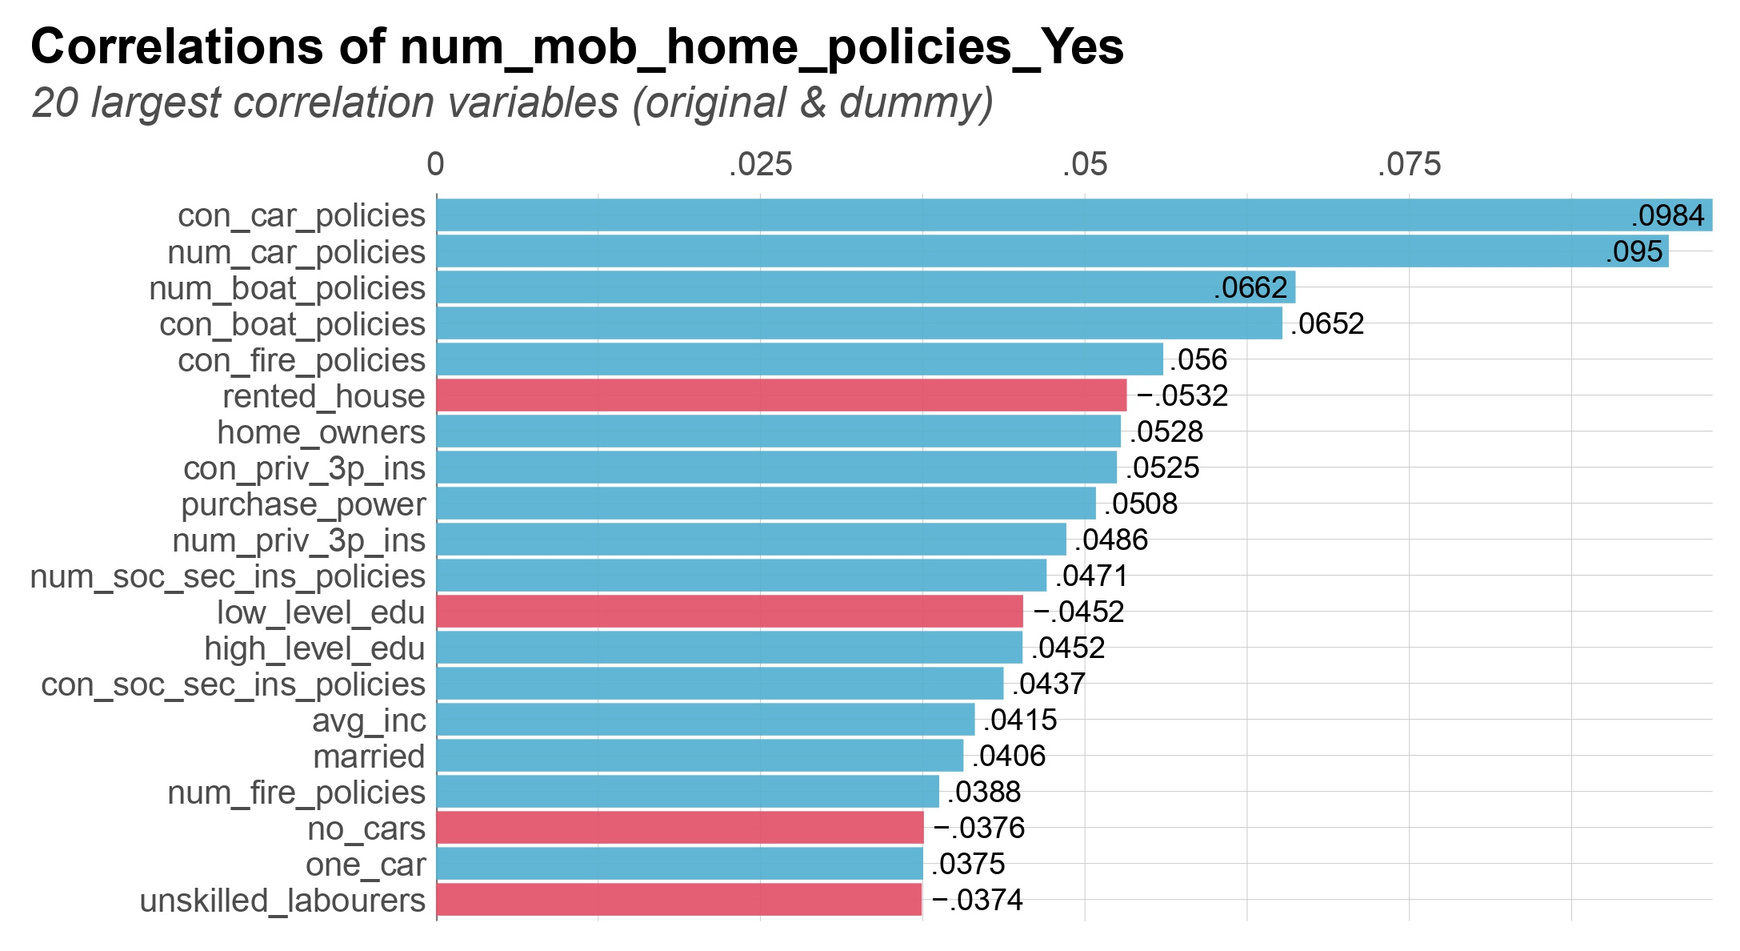 Correlations of num_mob_home_policies_Yes
20 largest correlation variables (original & dummy)
0 .025 .05 .075
con_car_policies .0984
num_car_policies .095
num_boat_policies .0662
con_boat_policies .0652
con_fire_policies .056
rented_house −.0532
home_owners .0528
con_priv_3p_ins .0525
purchase_power .0508
num_priv_3p_ins .0486
num_soc_sec_ins_policies .0471
low_level_edu −.0452
high_level_edu .0452
con_soc_sec_ins_policies .0437
avg_inc .0415
married .0406
num_fire_policies .0388
no_cars −.0376
one_car .0375
unskilled_labourers −.0374